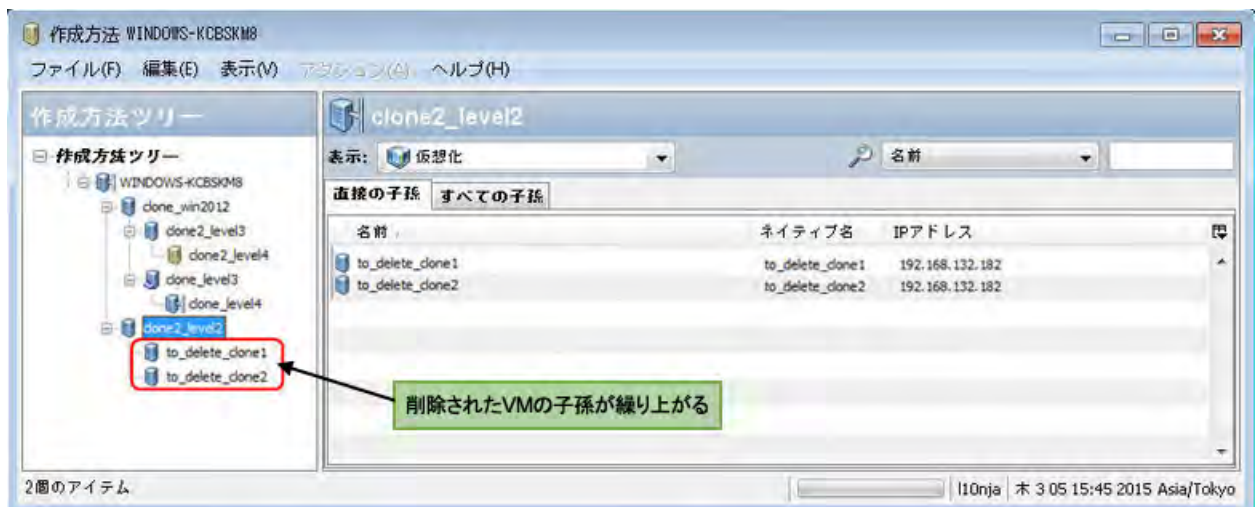 作成方法 WINDOWS-KCBSKM8
ファイル(F) 編集(E) 表示(V) アクション(A) ヘルプ(H)
作成方法ツリー
作成方法ツリー
WINDOWS-KCBSKM8
clone_win2012
clone2_level3
clone2_level4
clone_level3
clone_level4
clone2_level2
to_delete_clone1
to_delete_clone2
clone2_level2
表示: 仮想化 名前
直接の子孫 すべての子孫
名前 ネイティブ名 IPアドレス
to_delete_clone1 to_delete_clone1 192.168.132.182
to_delete_clone2 to_delete_clone2 192.168.132.182
削除されたVMの子孫が繰り上がる
2個のアイテム l10nja 木 3 05 15:45 2015 Asia/Tokyo